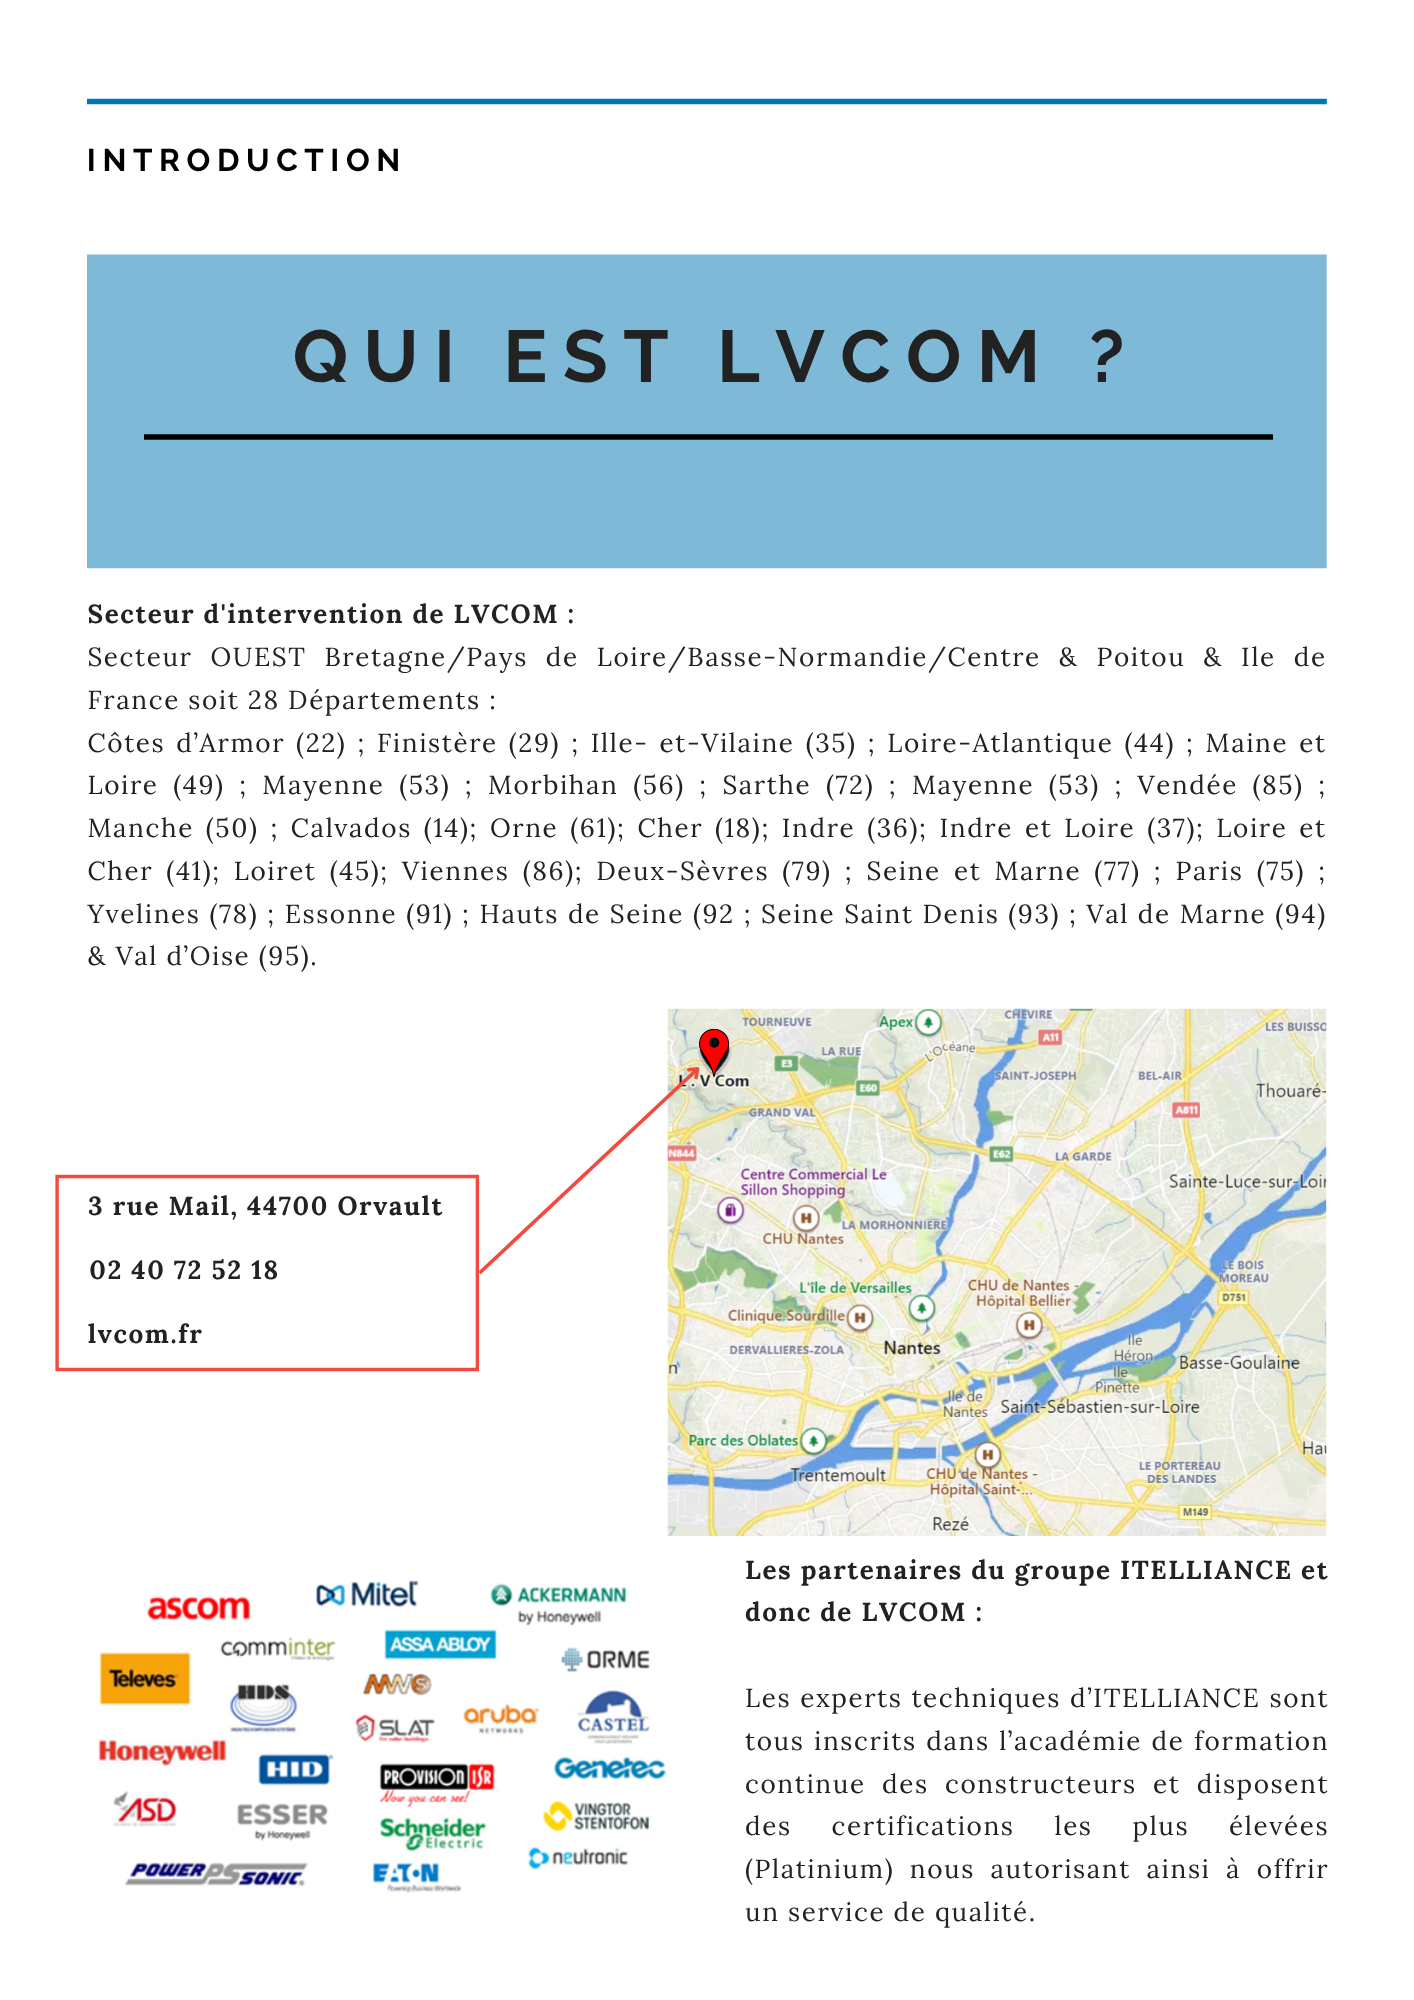 INTRODUCTION
QUI EST LVCOM ?
Secteur d'intervention de LVCOM :
Secteur OUEST Bretagne/Pays de Loire/Basse-Normandie/Centre & Poitou & Ile de
France soit 28 Départements :
Côtes d’Armor (22) ; Finistère (29) ; Ille- et-Vilaine (35) ; Loire-Atlantique (44) ; Maine et
Loire (49) ; Mayenne (53) ; Morbihan (56) ; Sarthe (72) ; Mayenne (53) ; Vendée (85) ;
Manche (50) ; Calvados (14); Orne (61); Cher (18); Indre (36); Indre et Loire (37); Loire et
Cher (41); Loiret (45); Viennes (86); Deux-Sèvres (79) ; Seine et Marne (77) ; Paris (75) ;
Yvelines (78) ; Essonne (91) ; Hauts de Seine (92 ; Seine Saint Denis (93) ; Val de Marne (94)
& Val d’Oise (95).
TOURNEUVE
Apex
CHEVIRE
A11
LES BUISSO
LA RUE
L'Océane
E3
V Com
E60
SAINT-JOSEPH
BEL-AIR
Thouaré-
GRAND VAL
A811
N844
E62
LA GARDE
Centre Commercial Le
Sillon Shopping
Sainte-Luce-sur-Loir
H
CHU Nantes
LA MORHONNIERE
3 rue Mail, 44700 Orvault
02 40 72 52 18
lvcom.fr
LE BOIS
MOREAU
D751
L'île de Versailles
CHU de Nantes -
Hôpital Bellier
H
Clinique Sourdille
H
DERVALLIERES-ZOLA
Nantes
Ile
Héron
Ile
Pinette
Basse-Goulaine
n
Ile de
Nantes
Saint-Sébastien-sur-Loire
Parc des Oblates
Hau
H
Trentemoult
CHU de Nantes -
Hôpital Saint-...
LE PORTEREAU
DES LANDES
M149
Rezé
Les partenaires du groupe ITELLIANCE et
donc de LVCOM :
Les experts techniques d’ITELLIANCE sont
tous inscrits dans l’académie de formation
continue des constructeurs et disposent
des certifications les plus élevées
(Platinium) nous autorisant ainsi à offrir
un service de qualité.
ascom
Mitel
ACKERMANN
by Honeywell
comminter
ASSA ABLOY
ORME
Televes
HDS
MWS
SLAT
aruba
NETWORKS
CASTEL
Honeywell
HID
PROVISION ISR
Now you can see!
Genetec
ASD
ESSER
by Honeywell
Schneider
Electric
VINGTOR
STENTOFON
neutronic
POWER PS SONIC
EATON
Powering Business Worldwide